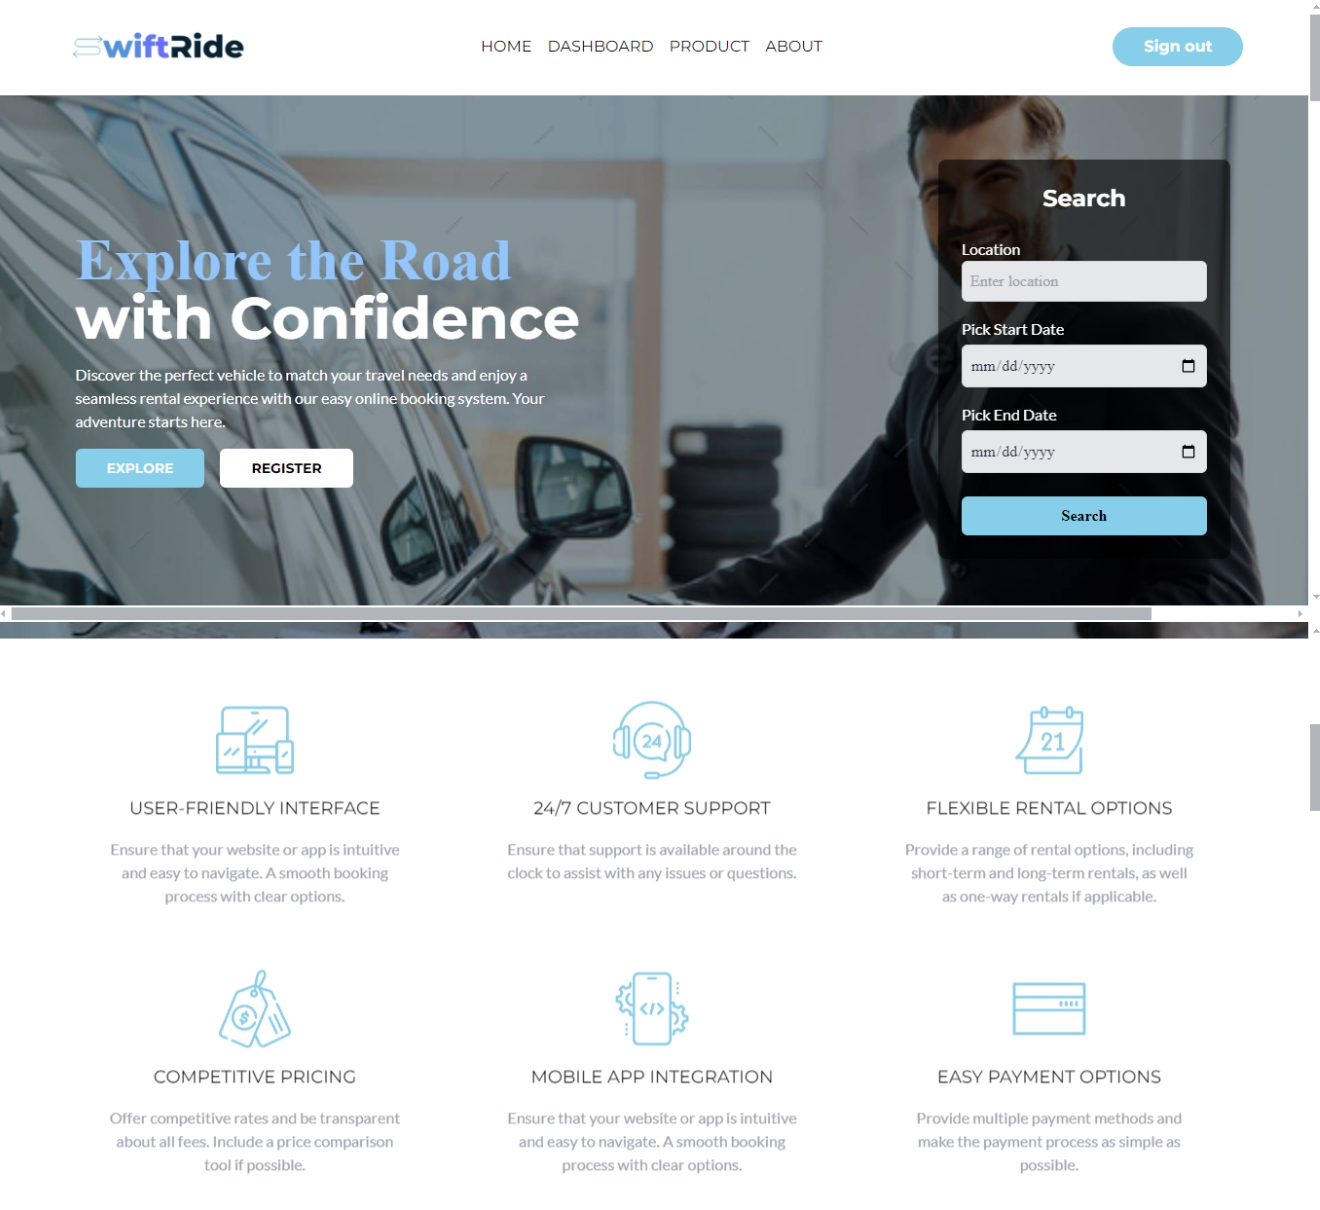 SwiftRide
HOME DASHBOARD PRODUCT ABOUT
Sign out
Explore the Road
with Confidence
Discover the perfect vehicle to match your travel needs and enjoy a
seamless rental experience with our easy online booking system. Your
adventure starts here.
EXPLORE REGISTER
Search
Location
Enter location
Pick Start Date
mm/dd/yyyy
Pick End Date
mm/dd/yyyy
Search
24
21
USER-FRIENDLY INTERFACE
Ensure that your website or app is intuitive
and easy to navigate. A smooth booking
process with clear options.
24/7 CUSTOMER SUPPORT
Ensure that support is available around the
clock to assist with any issues or questions.
FLEXIBLE RENTAL OPTIONS
Provide a range of rental options, including
short-term and long-term rentals, as well
as one-way rentals if applicable.
$
</>
COMPETITIVE PRICING
Offer competitive rates and be transparent
about all fees. Include a price comparison
tool if possible.
MOBILE APP INTEGRATION
Ensure that your website or app is intuitive
and easy to navigate. A smooth booking
process with clear options.
EASY PAYMENT OPTIONS
Provide multiple payment methods and
make the payment process as simple as
possible.